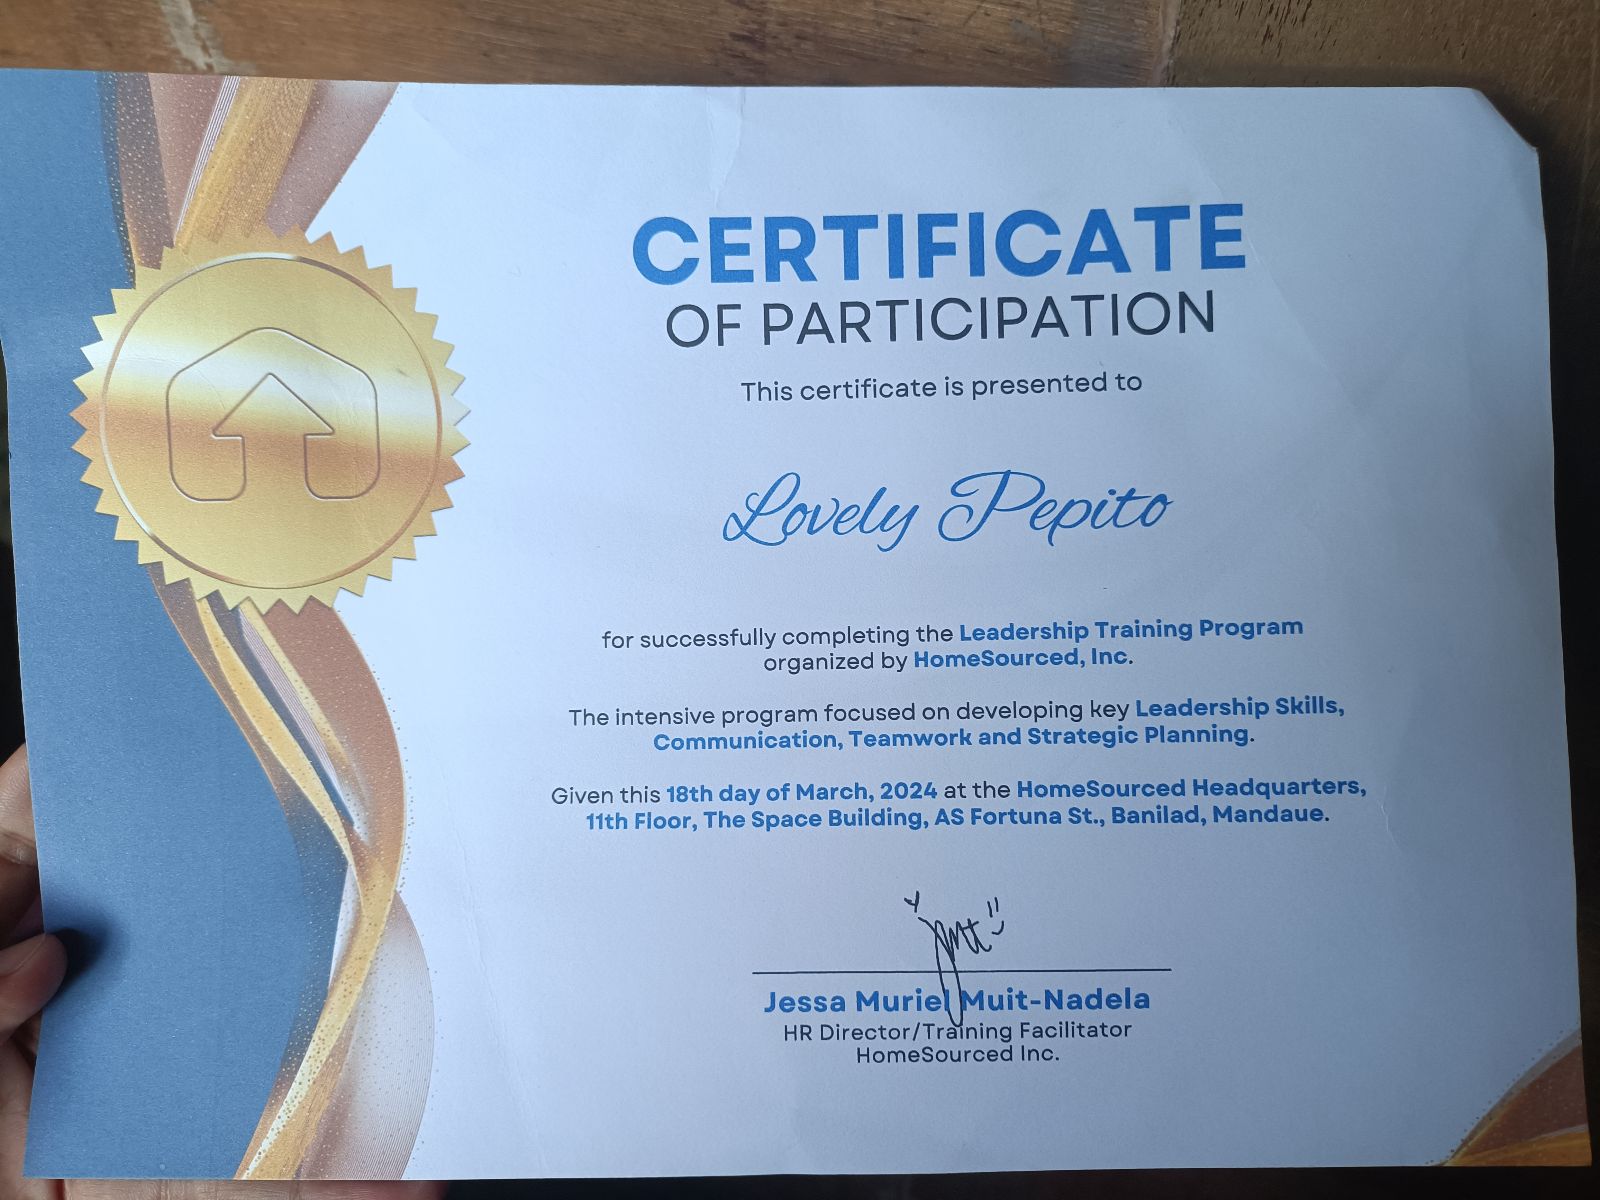 CERTIFICATE
OF PARTICIPATION
This certificate is presented to
Lovely Pepito
for successfully completing the Leadership Training Program
organized by HomeSourced, Inc.
The intensive program focused on developing key Leadership Skills,
Communication, Teamwork and Strategic Planning.
Given this 18th day of March, 2024 at the HomeSourced Headquarters,
11th Floor, The Space Building, AS Fortuna St., Banilad, Mandaue.
Jessa Muriel Muit-Nadela
HR Director/Training Facilitator
HomeSourced Inc.